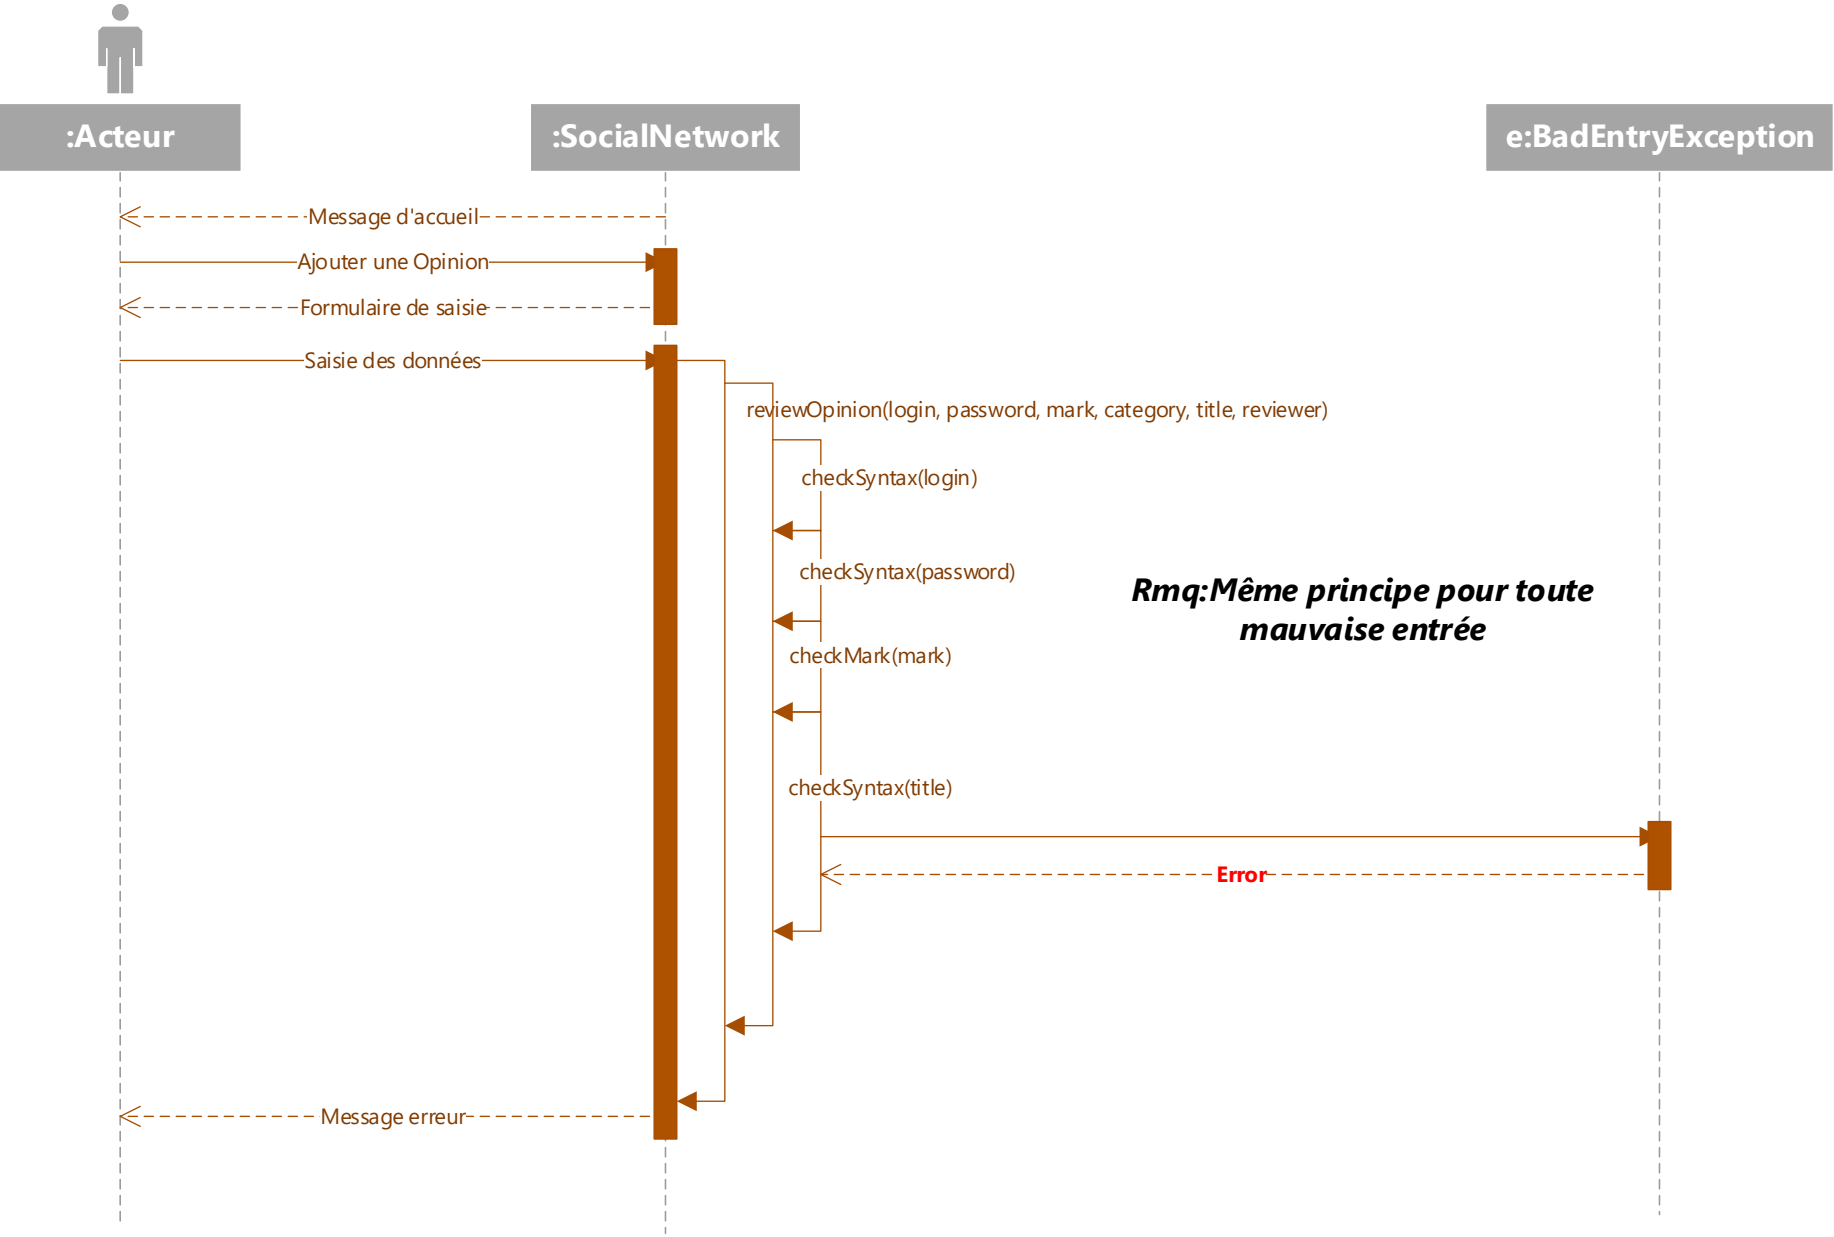 :Acteur
:SocialNetwork
e:BadEntryException
Message d'accueil
Ajouter une Opinion
Formulaire de saisie
Saisie des données
reviewOpinion(login, password, mark, category, title, reviewer)
checkSyntax(login)
checkSyntax(password)
Rmq:Même principe pour toute
mauvaise entrée
checkMark(mark)
checkSyntax(title)
Error
Message erreur